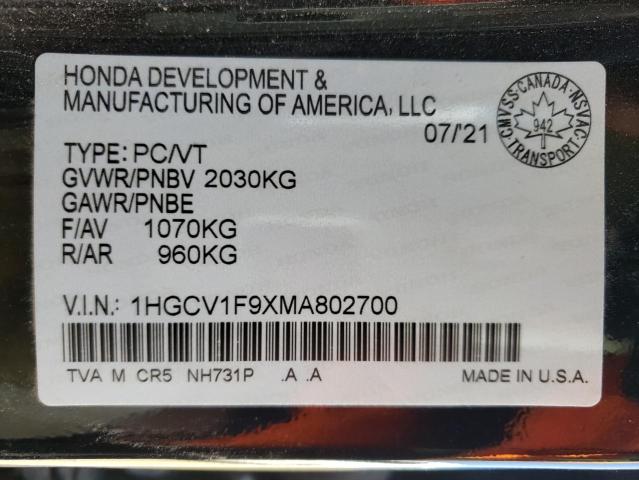 HONDA DEVELOPMENT &
MANUFACTURING OF AMERICA, LLC
07/'21
CMVSS · CANADA · NSVAC · TRANSPORT
942
TYPE: PC/VT
GVWR/PNBV 2030KG
GAWR/PNBE
F/AV 1070KG
R/AR 960KG
V.I.N.: 1HGCV1F9XMA802700
TVA M CR5 NH731P .A .A
MADE IN U.S.A.